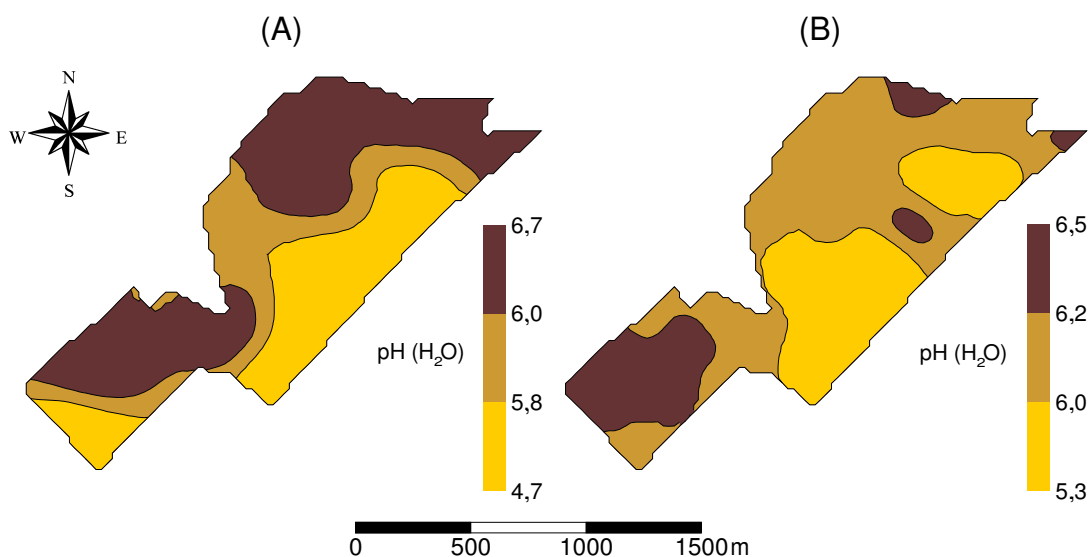 (A)
(B)
N
W E
S
6,7
6,0
5,8
4,7
pH (H₂O)
6,5
6,2
6,0
5,3
pH (H₂O)
0 500 1000 1500 m